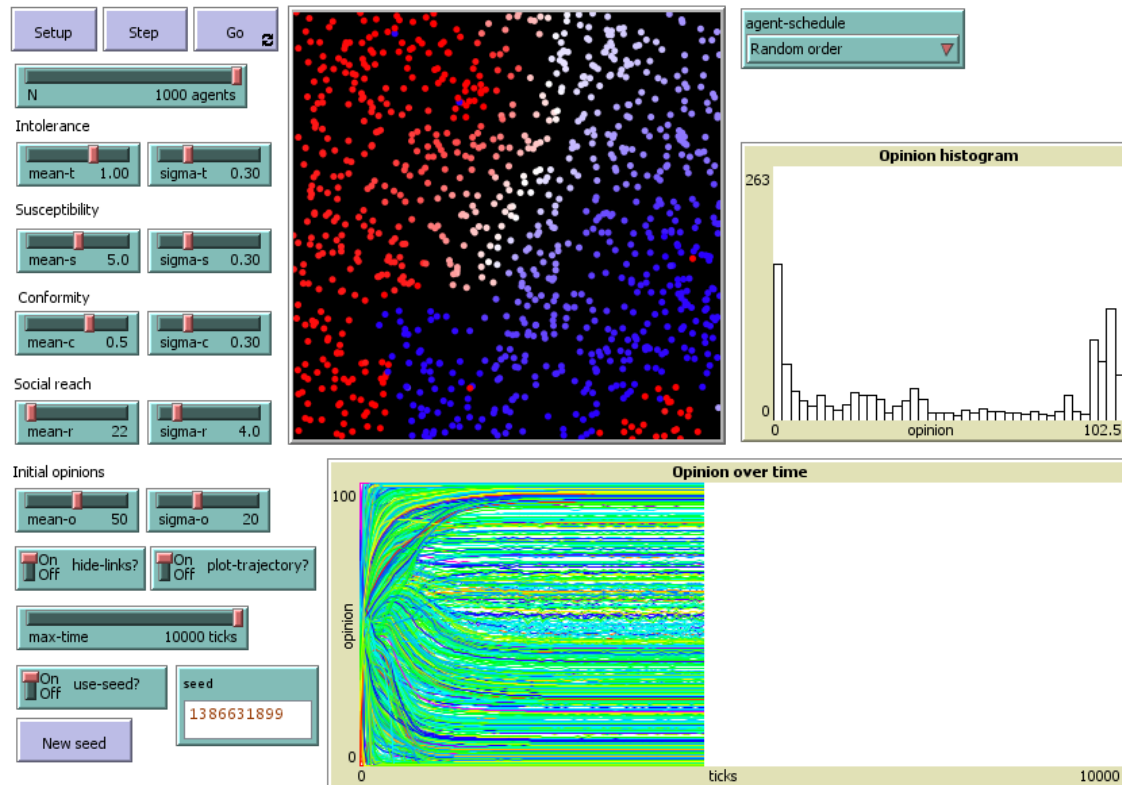 Setup
Step
Go
N 1000 agents
Intolerance
mean-t 1.00
sigma-t 0.30
Susceptibility
mean-s 5.0
sigma-s 0.30
Conformity
mean-c 0.5
sigma-c 0.30
Social reach
mean-r 22
sigma-r 4.0
Initial opinions
mean-o 50
sigma-o 20
On
Off
hide-links?
On
Off
plot-trajectory?
max-time 10000 ticks
On
Off
use-seed?
seed
1386631899
New seed
agent-schedule
Random order
Opinion histogram
263
0
0 opinion 102.5
Opinion over time
100
opinion
0
0 ticks 10000